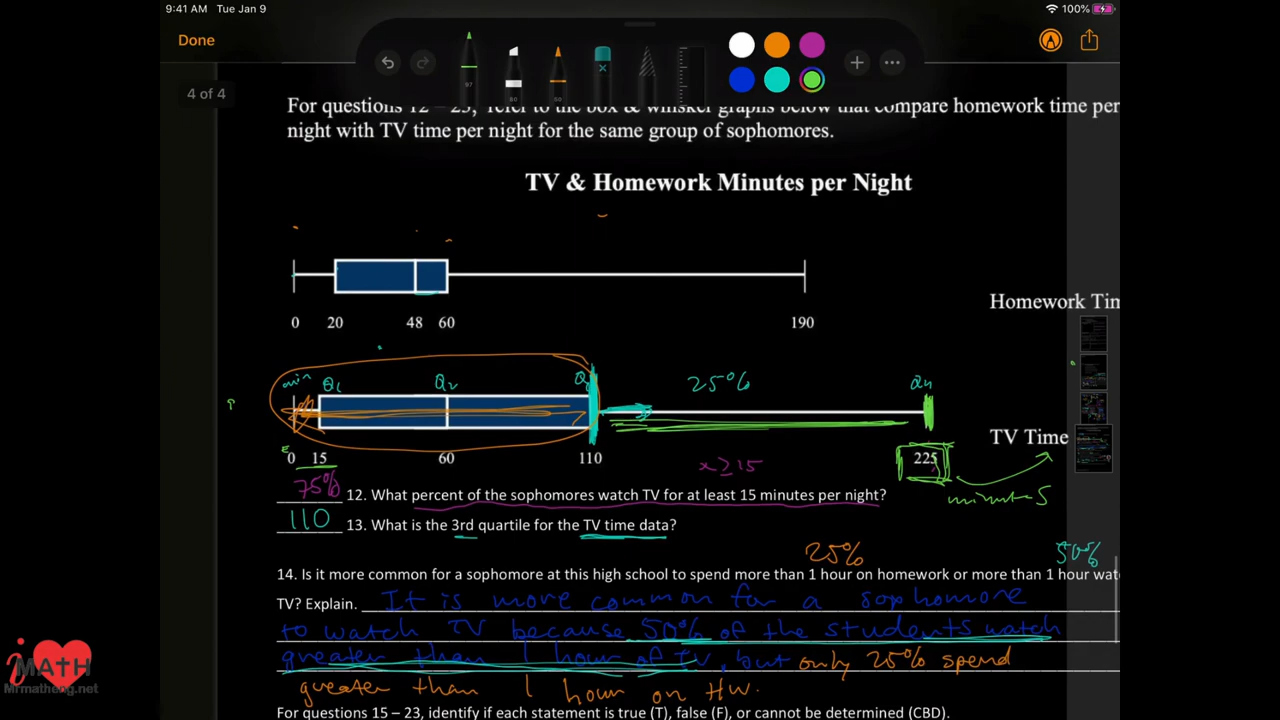 9:41 AM Tue Jan 9
100%
Done
97
80
50
4 of 4
For questions 12 – 23, refer to the box & whisker graphs below that compare homework time per
night with TV time per night for the same group of sophomores.
TV & Homework Minutes per Night
Homework Tim
0 20 48 60 190
25%
min Q1 Q2 Q Q4
TV Time
0 15 60 110 225
x ≥ 15
minutes
75% 12. What percent of the sophomores watch TV for at least 15 minutes per night?
110 13. What is the 3rd quartile for the TV time data?
25% 50%
14. Is it more common for a sophomore at this high school to spend more than 1 hour on homework or more than 1 hour wat
TV? Explain. It is more common for a sophomore
to watch TV because 50% of the students watch
greater than 1 hour of TV, but only 25% spend
greater than 1 hour on HW.
For questions 15 – 23, identify if each statement is true (T), false (F), or cannot be determined (CBD).
i MATH
Mrmatheng.net